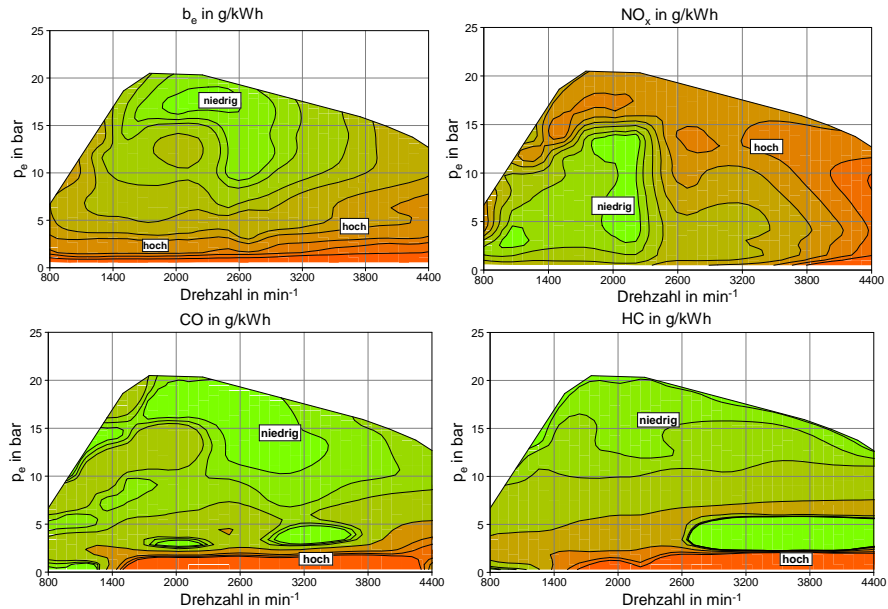 b_e in g/kWh
NO_x in g/kWh
25
20
15
10
5
0
p_e in bar
niedrig
hoch
hoch
800 1400 2000 2600 3200 3800 4400
Drehzahl in min⁻¹
25
20
15
10
5
0
p_e in bar
hoch
niedrig
800 1400 2000 2600 3200 3800 4400
Drehzahl in min⁻¹
CO in g/kWh
HC in g/kWh
25
20
15
10
5
0
p_e in bar
niedrig
hoch
800 1400 2000 2600 3200 3800 4400
Drehzahl in min⁻¹
25
20
15
10
5
0
p_e in bar
niedrig
hoch
800 1400 2000 2600 3200 3800 4400
Drehzahl in min⁻¹